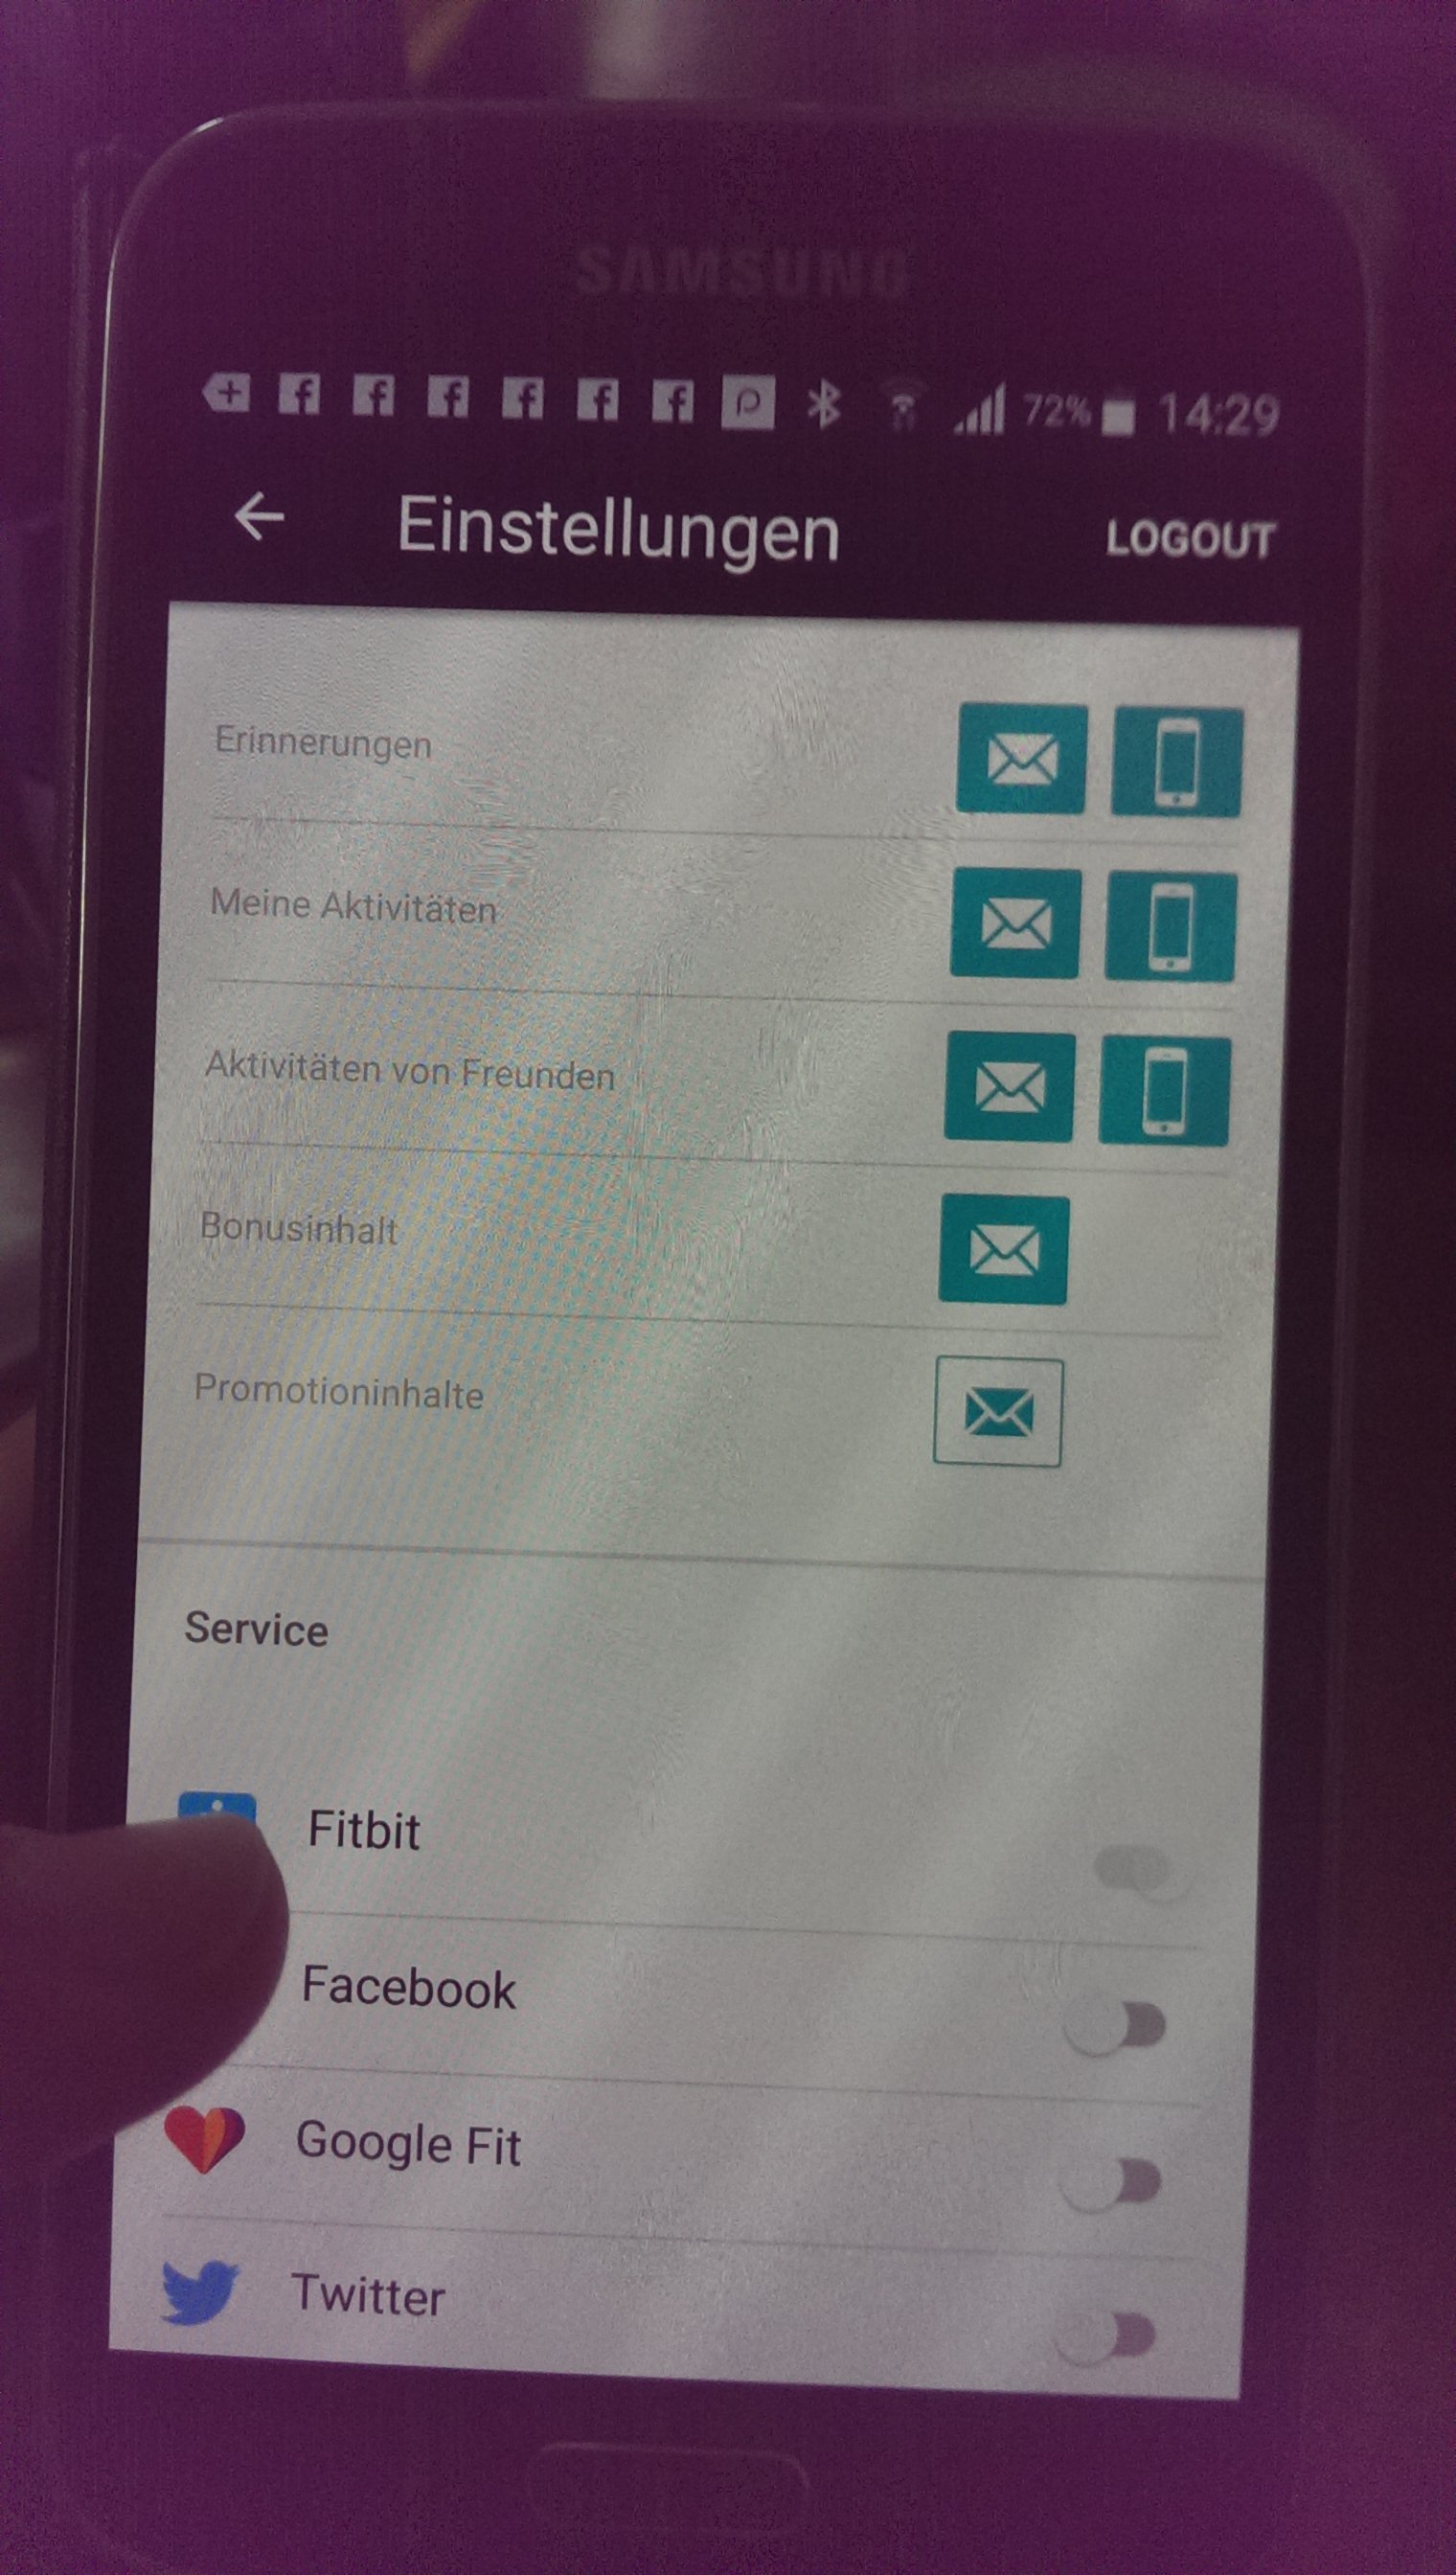 SAMSUNG
72% 14:29
Einstellungen LOGOUT
Erinnerungen
Meine Aktivitäten
Aktivitäten von Freunden
Bonusinhalt
Promotioninhalte
Service
Fitbit
Facebook
Google Fit
Twitter